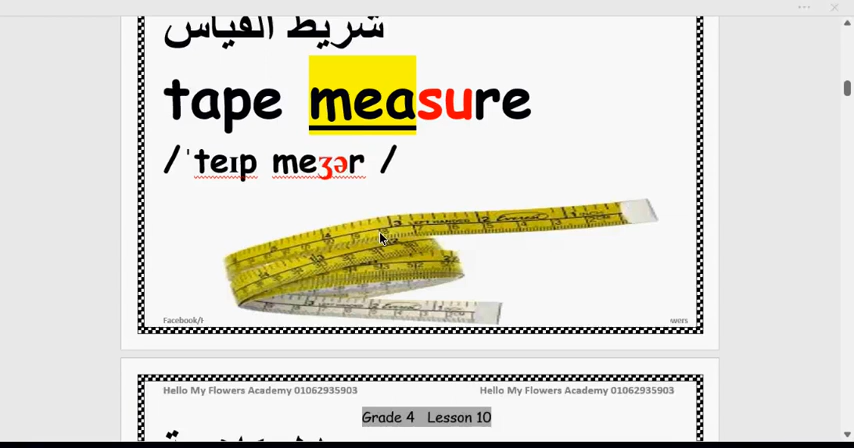 شريط القياس
tape measure
/ˈteɪp meʒər /
Facebook/H
wers
Hello My Flowers Academy 01062935903
Hello My Flowers Academy 01062935903
Grade 4 Lesson 10